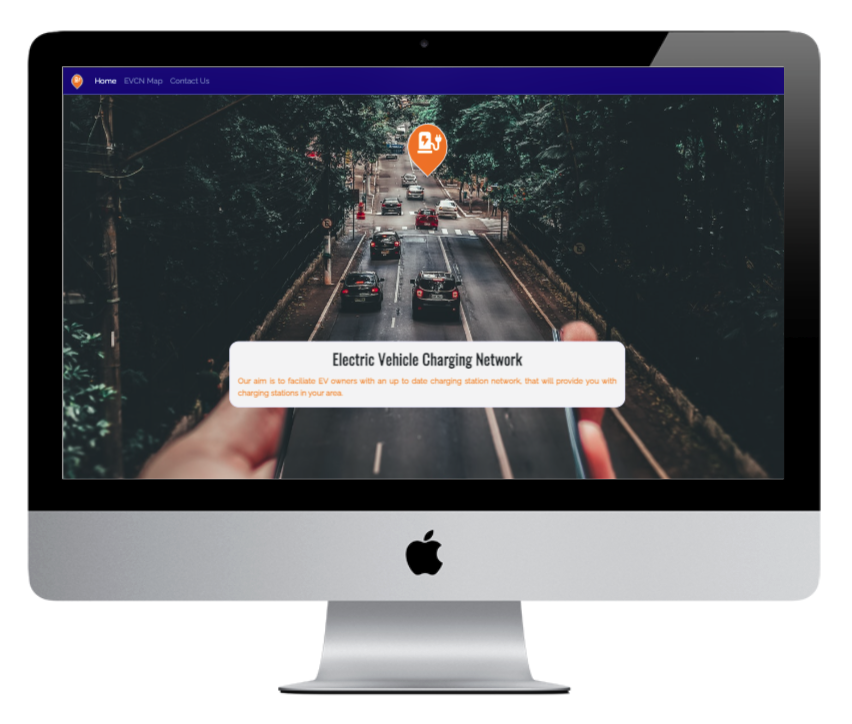 Home EVCN Map Contact Us
Electric Vehicle Charging Network
Our aim is to faciliate EV owners with an up to date charging station network, that will provide you with
charging stations in your area.